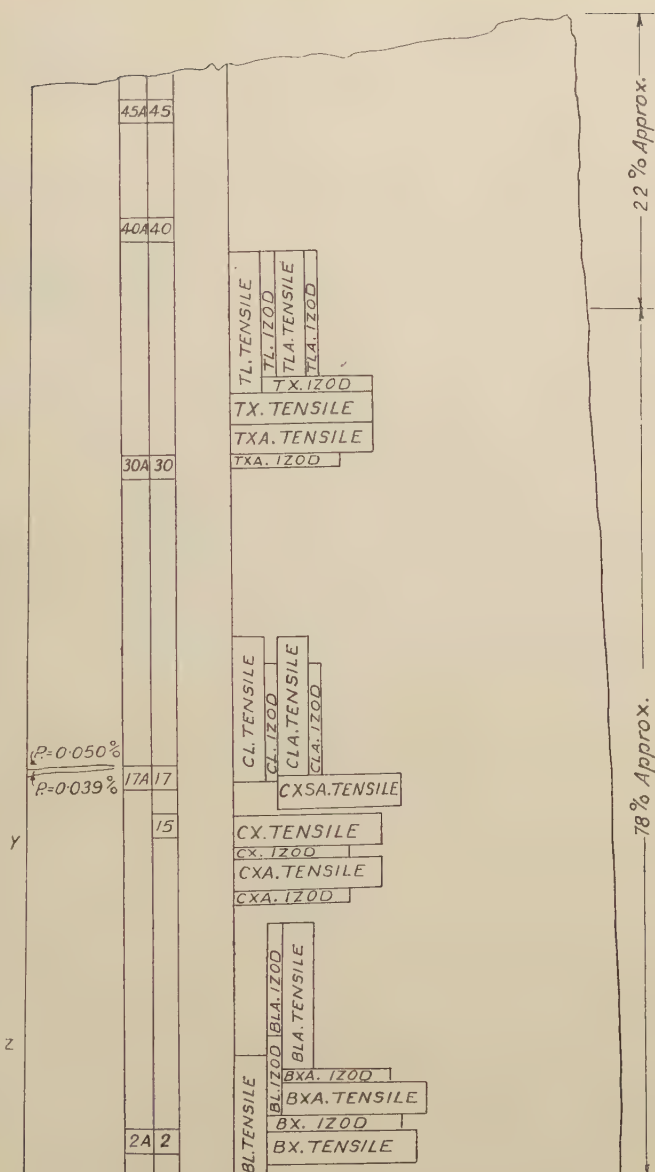 45A 45
22% Approx.
40A 40
TL. TENSILE
TL. IZOD
TLA. TENSILE
TLA. IZOD
TX. IZOD
TX. TENSILE
TXA. TENSILE
30A 30
TXA. IZOD
CL. TENSILE
CL. IZOD
CLA. TENSILE
CLA. IZOD
78% Approx.
P.=0.050%
P.=0.039%
17A 17
CXSA. TENSILE
15
Y
CX. TENSILE
CX. IZOD
CXA. TENSILE
CXA. IZOD
BLA. IZOD
BLA. TENSILE
Z
BL. IZOD
BL. TENSILE
BXA. IZOD
BXA. TENSILE
BX. IZOD
2A 2
BX. TENSILE